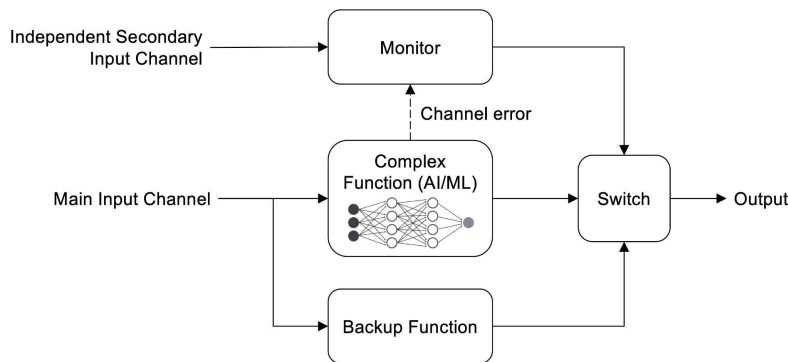 Independent Secondary
Input Channel
Monitor
Channel error
Complex
Function (AI/ML)
Main Input Channel
Switch
Output
Backup Function